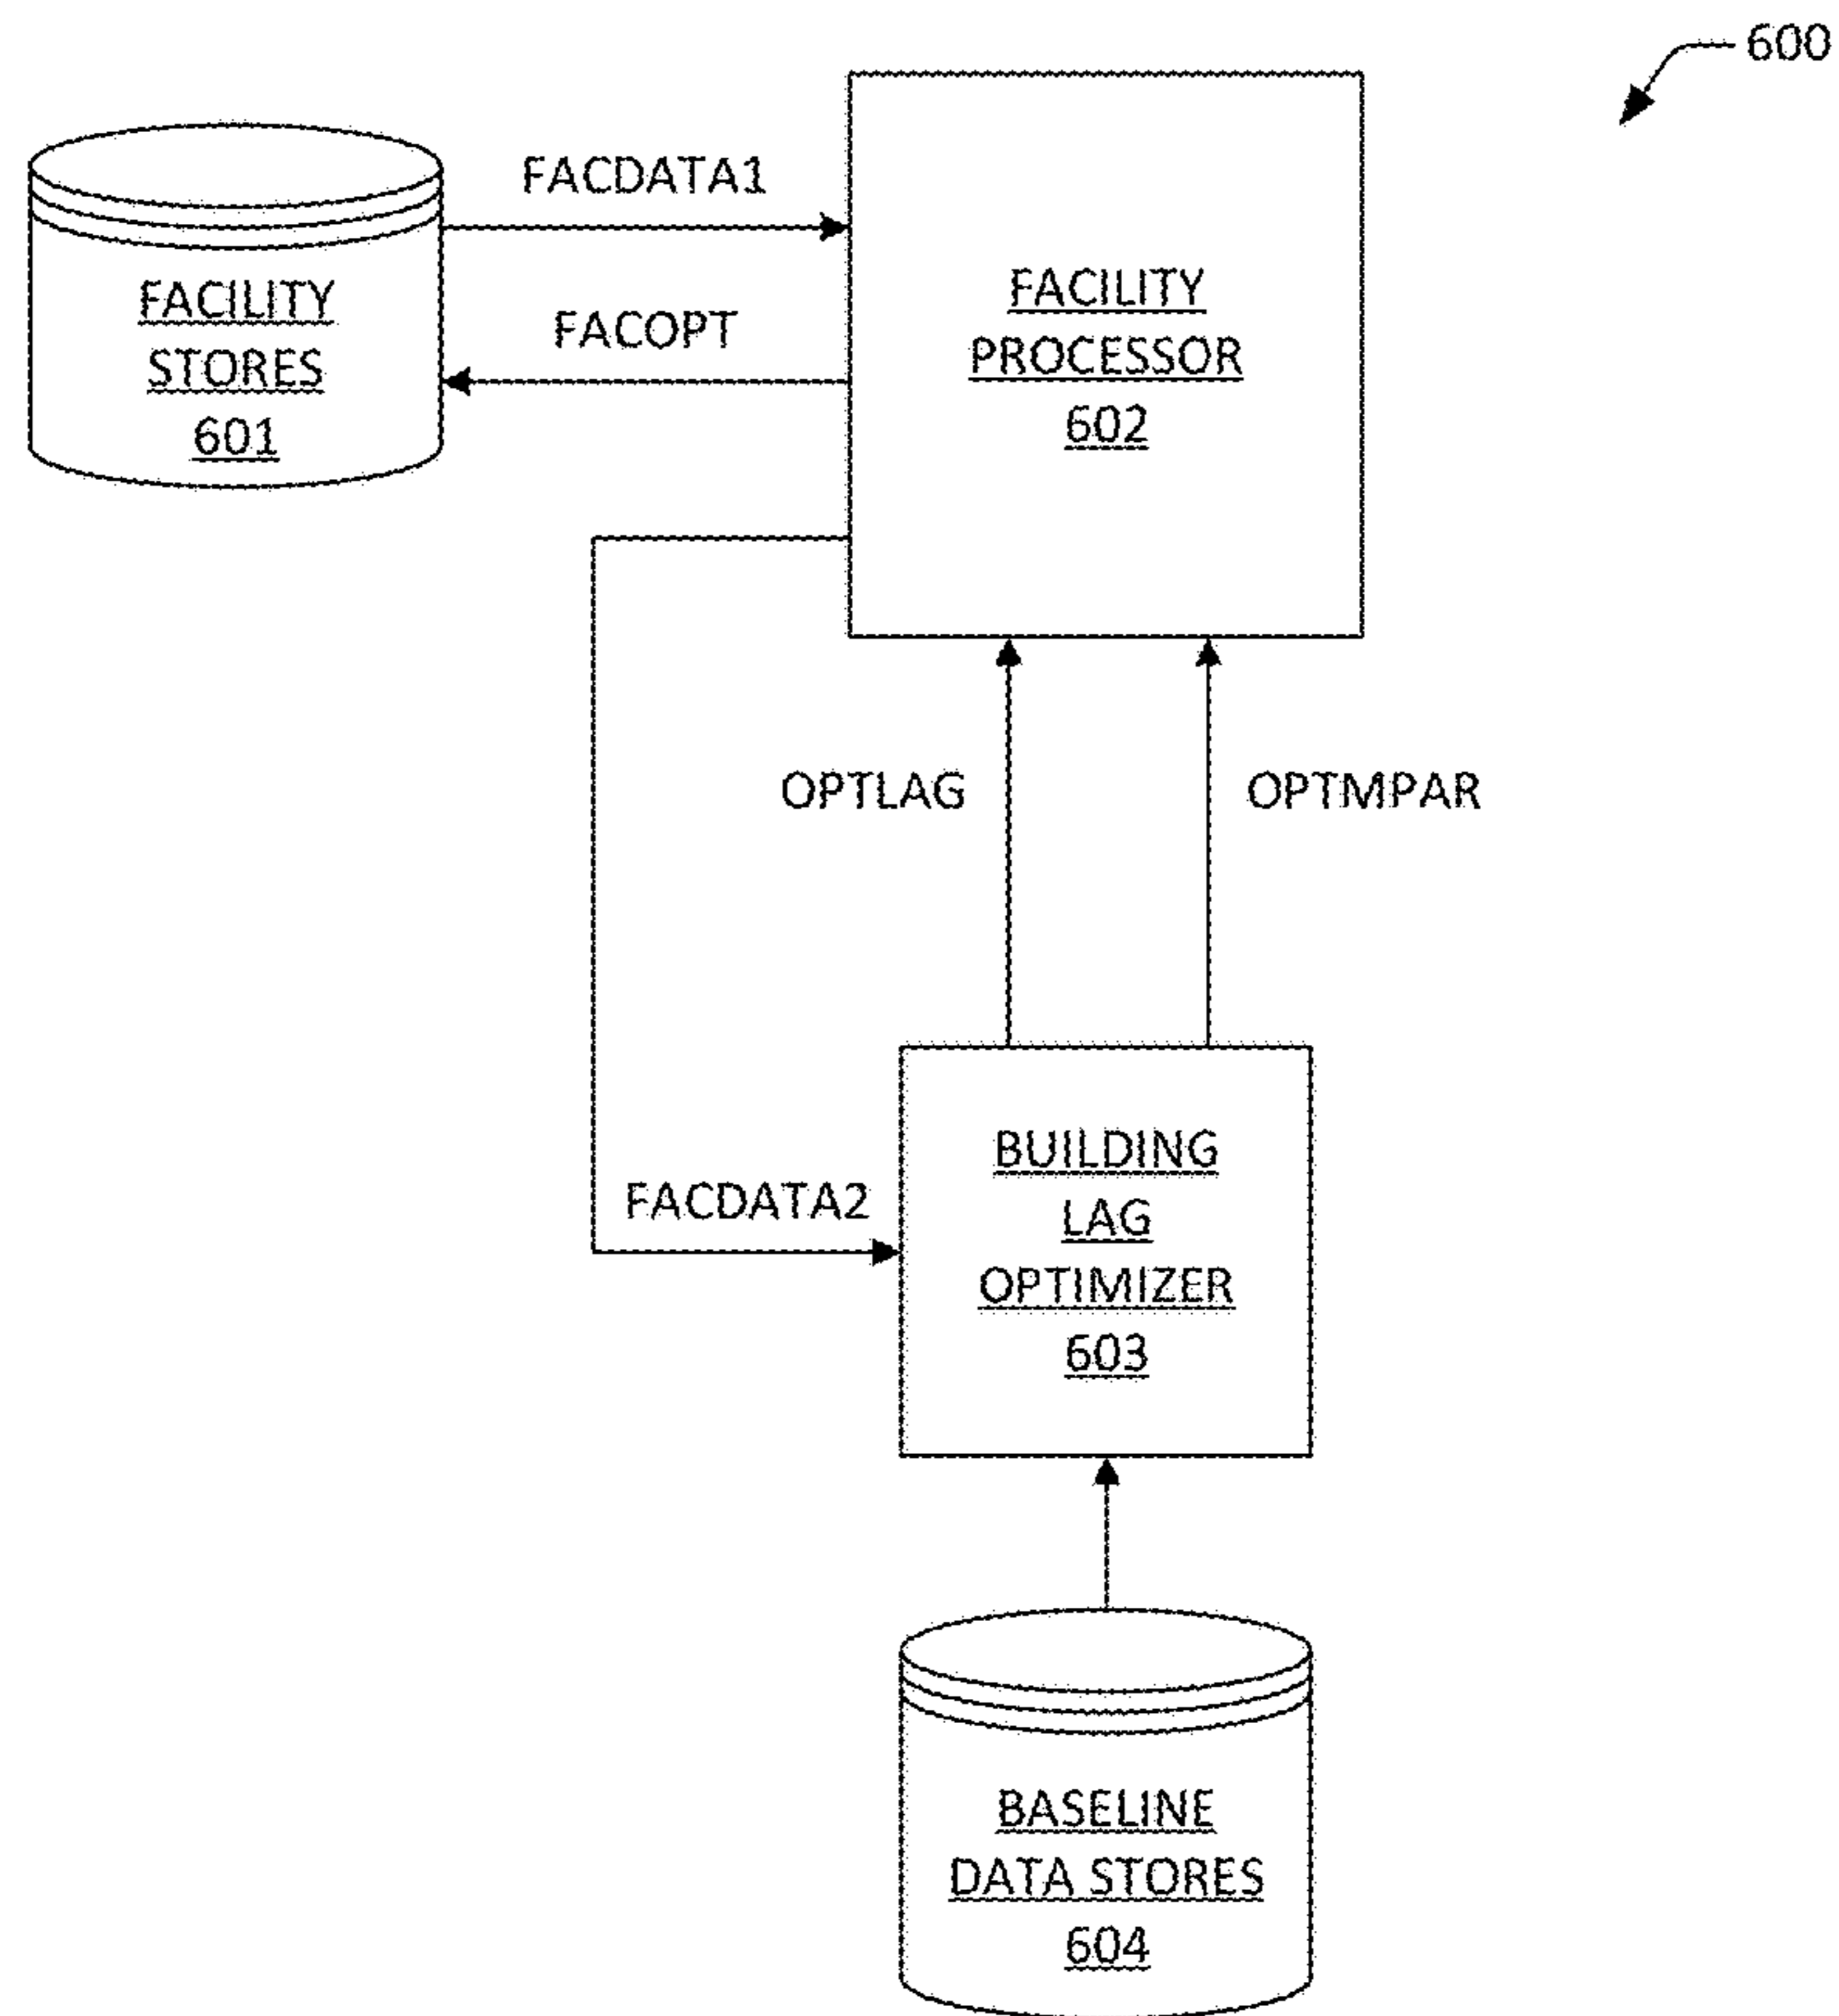 600
FACILITY
STORES
601
FACDATA1
FACOPT
FACILITY
PROCESSOR
602
OPTLAG
OPTMPAR
FACDATA2
BUILDING
LAG
OPTIMIZER
603
BASELINE
DATA STORES
604